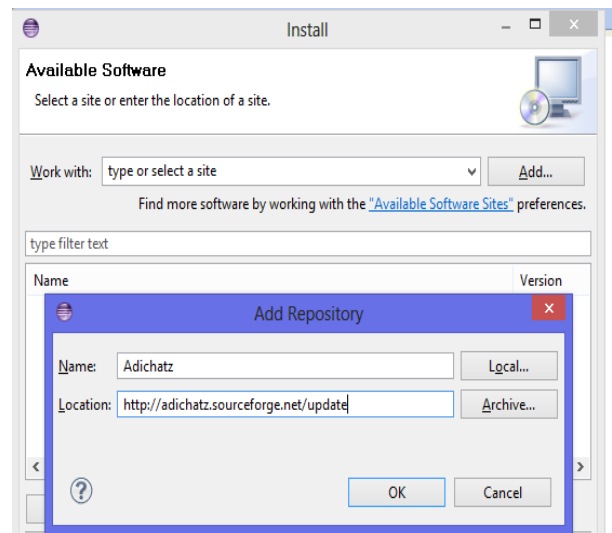 Install
Available Software
Select a site or enter the location of a site.
Work with: type or select a site Add...
Find more software by working with the "Available Software Sites" preferences.
type filter text
Name Version
Add Repository
Name: Adichatz Local...
Location: http://adichatz.sourceforge.net/update Archive...
OK Cancel